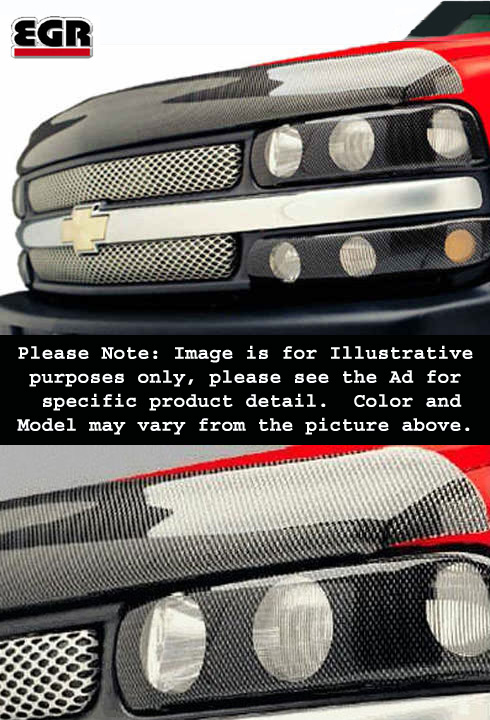 EGR
Please Note: Image is for Illustrative
purposes only, please see the Ad for
specific product detail. Color and
Model may vary from the picture above.